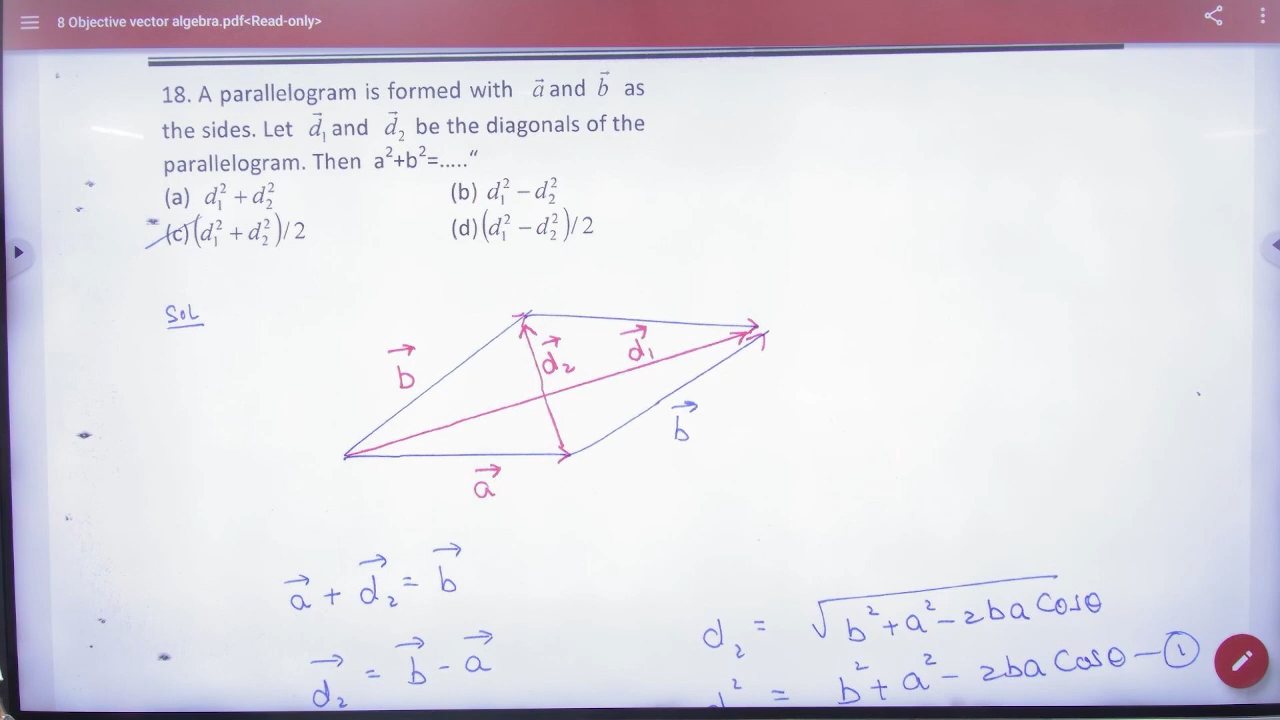 8 Objective vector algebra.pdf<Read-only>
18. A parallelogram is formed with a⃗ and b⃗ as
the sides. Let d⃗₁ and d⃗₂ be the diagonals of the
parallelogram. Then a²+b²=.....“
(a) d₁² + d₂² (b) d₁² − d₂²
(c) (d₁² + d₂²)/2 (d) (d₁² − d₂²)/2
Sol
b⃗
d⃗₂
d⃗₁
b⃗
a⃗
a⃗ + d⃗₂ = b⃗
d⃗₂ = b⃗ - a⃗
d₂ = √(b²+a²-2ba Cosθ)
d₂² = b²+a²-2ba Cosθ—①